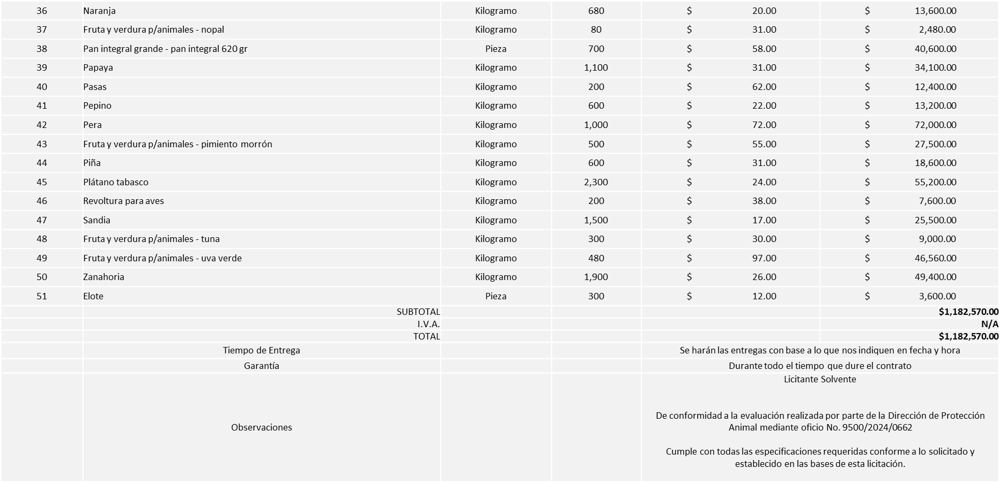 36 Naranja Kilogramo 680 $ 20.00 $ 13,600.00
37 Fruta y verdura p/animales - nopal Kilogramo 80 $ 31.00 $ 2,480.00
38 Pan integral grande - pan integral 620 gr Pieza 700 $ 58.00 $ 40,600.00
39 Papaya Kilogramo 1,100 $ 31.00 $ 34,100.00
40 Pasas Kilogramo 200 $ 62.00 $ 12,400.00
41 Pepino Kilogramo 600 $ 22.00 $ 13,200.00
42 Pera Kilogramo 1,000 $ 72.00 $ 72,000.00
43 Fruta y verdura p/animales - pimiento morrón Kilogramo 500 $ 55.00 $ 27,500.00
44 Piña Kilogramo 600 $ 31.00 $ 18,600.00
45 Plátano tabasco Kilogramo 2,300 $ 24.00 $ 55,200.00
46 Revoltura para aves Kilogramo 200 $ 38.00 $ 7,600.00
47 Sandia Kilogramo 1,500 $ 17.00 $ 25,500.00
48 Fruta y verdura p/animales - tuna Kilogramo 300 $ 30.00 $ 9,000.00
49 Fruta y verdura p/animales - uva verde Kilogramo 480 $ 97.00 $ 46,560.00
50 Zanahoria Kilogramo 1,900 $ 26.00 $ 49,400.00
51 Elote Pieza 300 $ 12.00 $ 3,600.00
SUBTOTAL $1,182,570.00
I.V.A. N/A
TOTAL $1,182,570.00
Tiempo de Entrega Se harán las entregas con base a lo que nos indiquen en fecha y hora
Garantía Durante todo el tiempo que dure el contrato
Observaciones
Licitante Solvente
De conformidad a la evaluación realizada por parte de la Dirección de Protección
Animal mediante oficio No. 9500/2024/0662
Cumple con todas las especificaciones requeridas conforme a lo solicitado y
establecido en las bases de esta licitación.